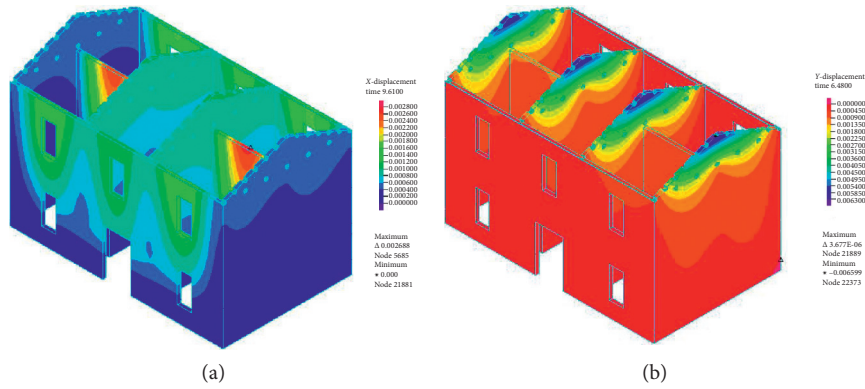 X-displacement
time 9.6100
0.002800
0.002600
0.002400
0.002200
0.002000
0.001800
0.001600
0.001400
0.001200
0.001000
0.000800
0.000600
0.000400
0.000200
0.000000
Maximum
Δ 0.002688
Node 5685
Minimum
* 0.000
Node 21881
(a)
Y-displacement
time 6.4800
0.000000
0.000450
0.000900
0.001350
0.001800
0.002250
0.002700
0.003150
0.003600
0.004050
0.004500
0.004950
0.005400
0.005850
0.006300
Maximum
Δ 3.677E-06
Node 21889
Minimum
* −0.006599
Node 22373
(b)